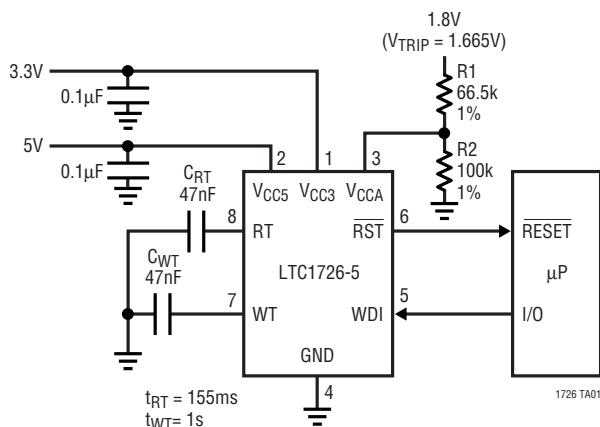 1.8V
(VTRIP = 1.665V)
3.3V
R1
66.5k
1%
0.1µF
5V
R2
100k
1%
0.1µF
2
1
3
CRT
47nF
VCC5
VCC3
VCCA
8
RT
RST
6
RESET
CWT
47nF
LTC1726-5
µP
7
WT
WDI
5
I/O
GND
4
tRT = 155ms
tWT= 1s
1726 TA01